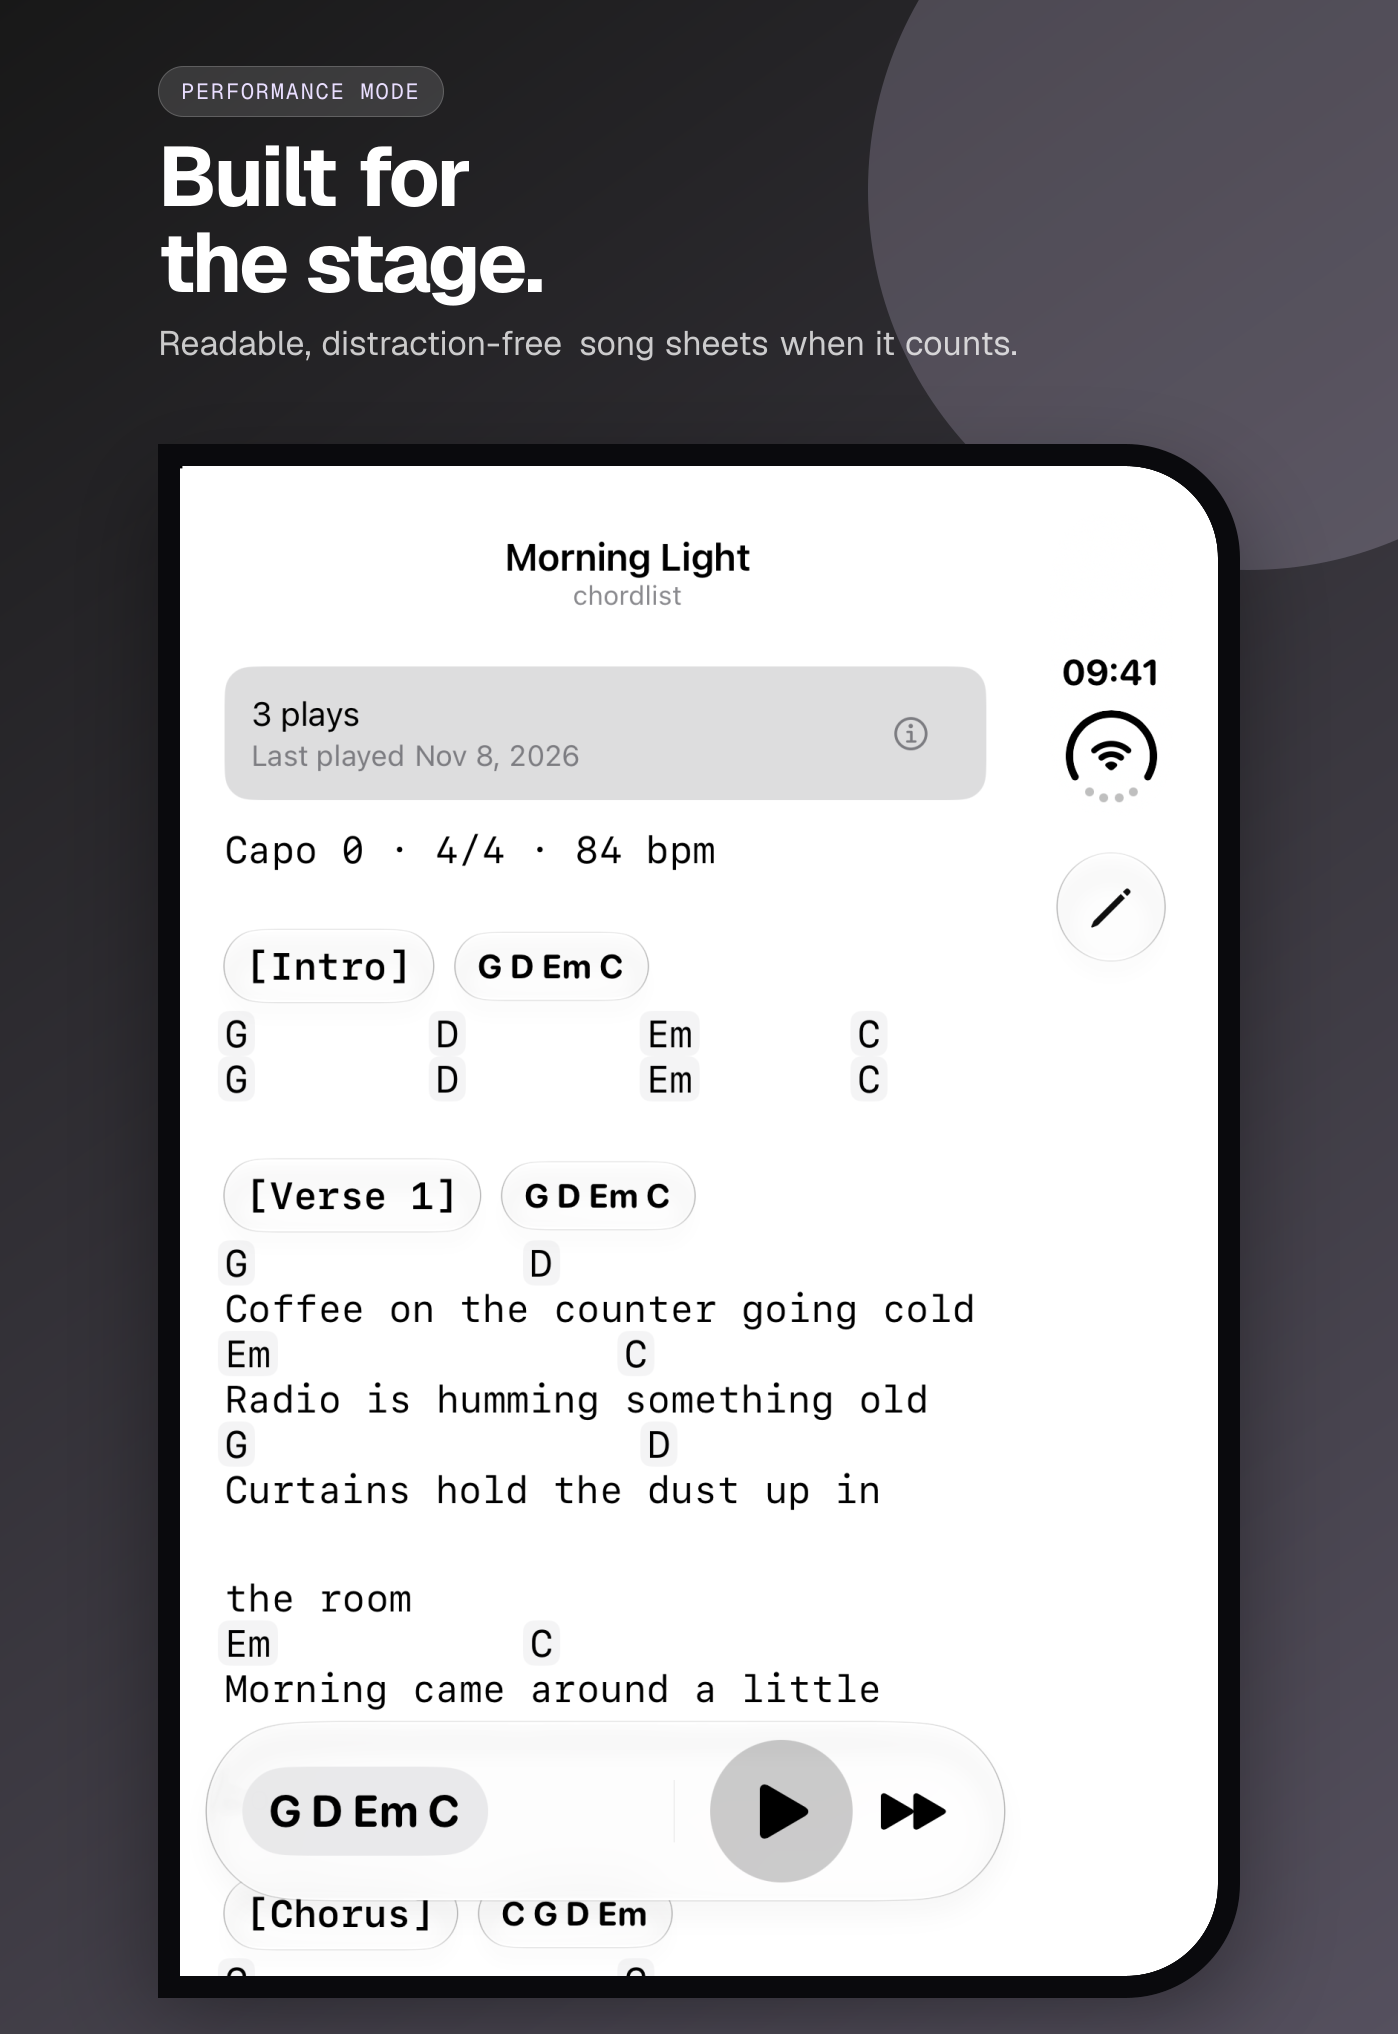 PERFORMANCE MODE
Built for
the stage.
Readable, distraction-free song sheets when it counts.
Morning Light
chordlist
09:41
3 plays
Last played Nov 8, 2026
Capo 0 · 4/4 · 84 bpm
[Intro] G D Em C
G D Em C
G D Em C
[Verse 1] G D Em C
G D
Coffee on the counter going cold
Em C
Radio is humming something old
G D
Curtains hold the dust up in
the room
Em C
Morning came around a little
G D Em C
[Chorus] C G D Em